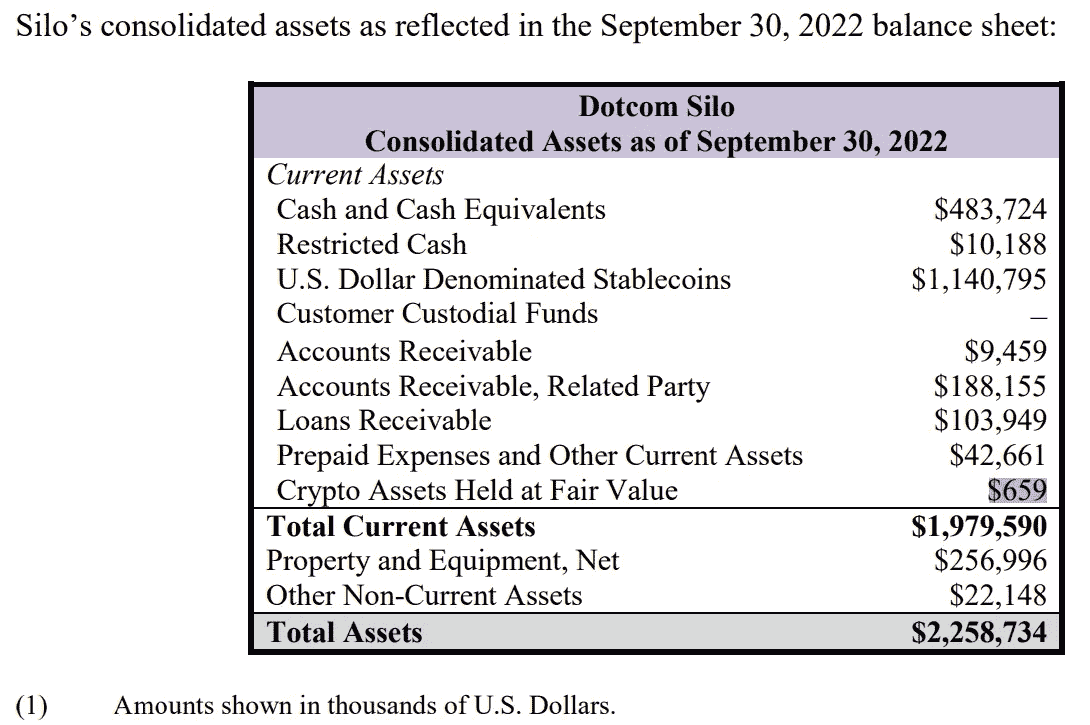 Silo’s consolidated assets as reflected in the September 30, 2022 balance sheet:
Dotcom Silo
Consolidated Assets as of September 30, 2022
Current Assets
Cash and Cash Equivalents $483,724
Restricted Cash $10,188
U.S. Dollar Denominated Stablecoins $1,140,795
Customer Custodial Funds –
Accounts Receivable $9,459
Accounts Receivable, Related Party $188,155
Loans Receivable $103,949
Prepaid Expenses and Other Current Assets $42,661
Crypto Assets Held at Fair Value $659
Total Current Assets $1,979,590
Property and Equipment, Net $256,996
Other Non-Current Assets $22,148
Total Assets $2,258,734
(1) Amounts shown in thousands of U.S. Dollars.